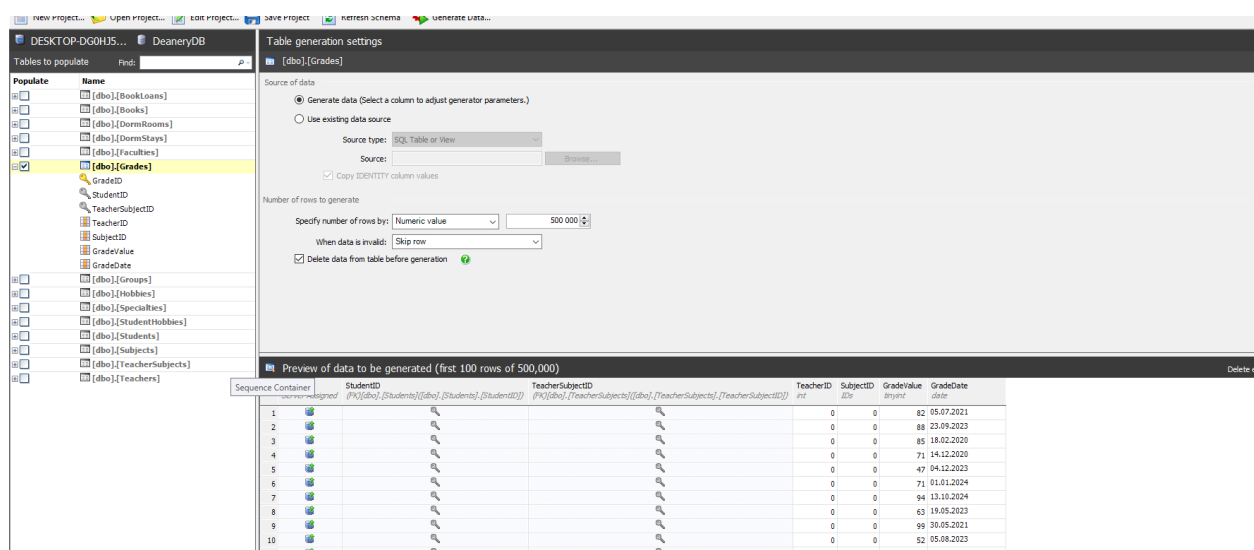 New Project... Open Project... Edit Project... Save Project Refresh Schema Generate Data...
DESKTOP-DG0HJ5... DeaneryDB
Tables to populate Find:
Populate Name
[dbo].[BookLoans]
[dbo].[Books]
[dbo].[DormRooms]
[dbo].[DormStays]
[dbo].[Faculties]
[dbo].[Grades]
GradeID
StudentID
TeacherSubjectID
TeacherID
SubjectID
GradeValue
GradeDate
[dbo].[Groups]
[dbo].[Hobbies]
[dbo].[Specialties]
[dbo].[StudentHobbies]
[dbo].[Students]
[dbo].[Subjects]
[dbo].[TeacherSubjects]
[dbo].[Teachers]
Sequence Container
Table generation settings
[dbo].[Grades]
Source of data
Generate data (Select a column to adjust generator parameters.)
Use existing data source
Source type: SQL Table or View
Source: Browse...
Copy IDENTITY column values
Number of rows to generate
Specify number of rows by: Numeric value 500 000
When data is invalid: Skip row
Delete data from table before generation
Preview of data to be generated (first 100 rows of 500,000) Delete
StudentID TeacherSubjectID TeacherID SubjectID GradeValue GradeDate
(FK)[dbo].[Students]([dbo].[Students].[StudentID]) (FK)[dbo].[TeacherSubjects]([dbo].[TeacherSubjects].[TeacherSubjectID]) int IDs tinyint date
1 0 0 82 05.07.2021
2 0 0 88 23.09.2023
3 0 0 85 18.02.2020
4 0 0 71 14.12.2020
5 0 0 47 04.12.2023
6 0 0 71 01.01.2024
7 0 0 94 13.10.2024
8 0 0 63 19.05.2023
9 0 0 99 30.05.2021
10 0 0 52 05.08.2023